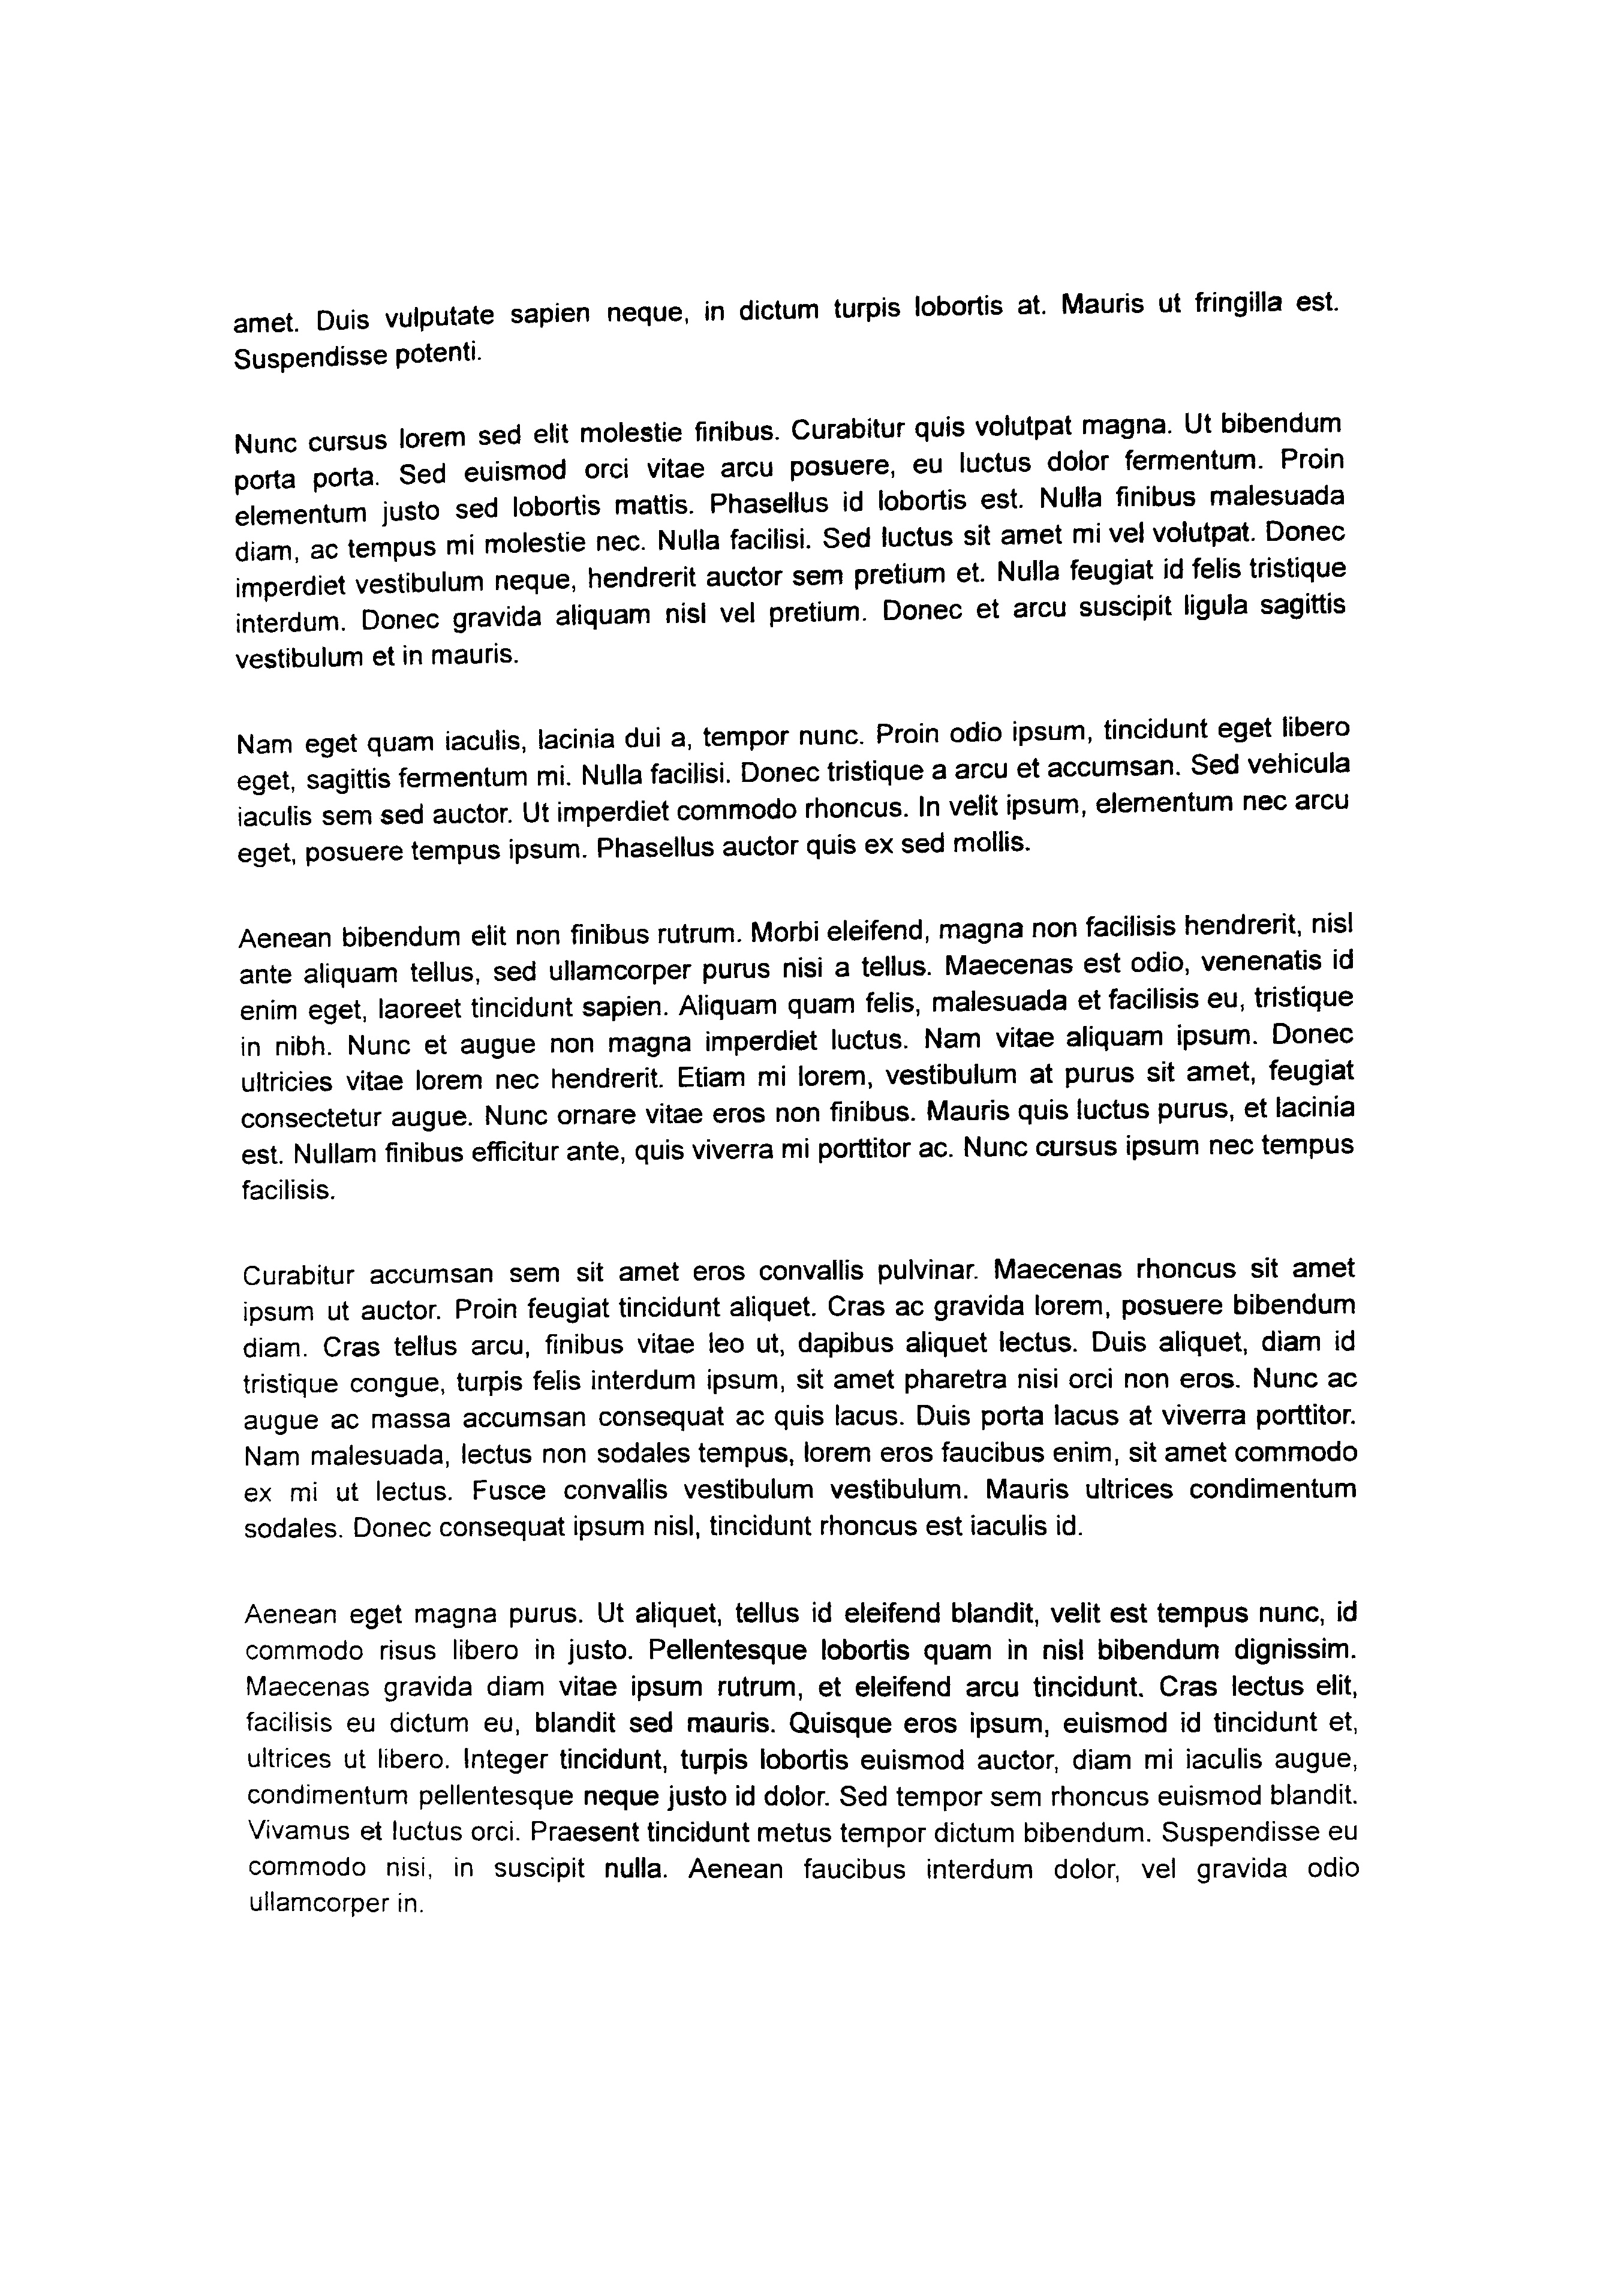 amet. Duis vulputate sapien neque, in dictum turpis lobortis at. Mauris ut fringilla est.
Suspendisse potenti.
Nunc cursus lorem sed elit molestie finibus. Curabitur quis volutpat magna. Ut bibendum
porta porta. Sed euismod orci vitae arcu posuere, eu luctus dolor fermentum. Proin
elementum justo sed lobortis mattis. Phasellus id lobortis est. Nulla finibus malesuada
diam, ac tempus mi molestie nec. Nulla facilisi. Sed luctus sit amet mi vel volutpat. Donec
imperdiet vestibulum neque, hendrerit auctor sem pretium et. Nulla feugiat id felis tristique
interdum. Donec gravida aliquam nisl vel pretium. Donec et arcu suscipit ligula sagittis
vestibulum et in mauris.
Nam eget quam iaculis, lacinia dui a, tempor nunc. Proin odio ipsum, tincidunt eget libero
eget, sagittis fermentum mi. Nulla facilisi. Donec tristique a arcu et accumsan. Sed vehicula
iaculis sem sed auctor. Ut imperdiet commodo rhoncus. In velit ipsum, elementum nec arcu
eget, posuere tempus ipsum. Phasellus auctor quis ex sed mollis.
Aenean bibendum elit non finibus rutrum. Morbi eleifend, magna non facilisis hendrerit, nisl
ante aliquam tellus, sed ullamcorper purus nisi a tellus. Maecenas est odio, venenatis id
enim eget, laoreet tincidunt sapien. Aliquam quam felis, malesuada et facilisis eu, tristique
in nibh. Nunc et augue non magna imperdiet luctus. Nam vitae aliquam ipsum. Donec
ultricies vitae lorem nec hendrerit. Etiam mi lorem, vestibulum at purus sit amet, feugiat
consectetur augue. Nunc ornare vitae eros non finibus. Mauris quis luctus purus, et lacinia
est. Nullam finibus efficitur ante, quis viverra mi porttitor ac. Nunc cursus ipsum nec tempus
facilisis.
Curabitur accumsan sem sit amet eros convallis pulvinar. Maecenas rhoncus sit amet
ipsum ut auctor. Proin feugiat tincidunt aliquet. Cras ac gravida lorem, posuere bibendum
diam. Cras tellus arcu, finibus vitae leo ut, dapibus aliquet lectus. Duis aliquet, diam id
tristique congue, turpis felis interdum ipsum, sit amet pharetra nisi orci non eros. Nunc ac
augue ac massa accumsan consequat ac quis lacus. Duis porta lacus at viverra porttitor.
Nam malesuada, lectus non sodales tempus, lorem eros faucibus enim, sit amet commodo
ex mi ut lectus. Fusce convallis vestibulum vestibulum. Mauris ultrices condimentum
sodales. Donec consequat ipsum nisl, tincidunt rhoncus est iaculis id.
Aenean eget magna purus. Ut aliquet, tellus id eleifend blandit, velit est tempus nunc, id
commodo risus libero in justo. Pellentesque lobortis quam in nisl bibendum dignissim.
Maecenas gravida diam vitae ipsum rutrum, et eleifend arcu tincidunt. Cras lectus elit,
facilisis eu dictum eu, blandit sed mauris. Quisque eros ipsum, euismod id tincidunt et,
ultrices ut libero. Integer tincidunt, turpis lobortis euismod auctor, diam mi iaculis augue,
condimentum pellentesque neque justo id dolor. Sed tempor sem rhoncus euismod blandit.
Vivamus et luctus orci. Praesent tincidunt metus tempor dictum bibendum. Suspendisse eu
commodo nisi, in suscipit nulla. Aenean faucibus interdum dolor, vel gravida odio
ullamcorper in.